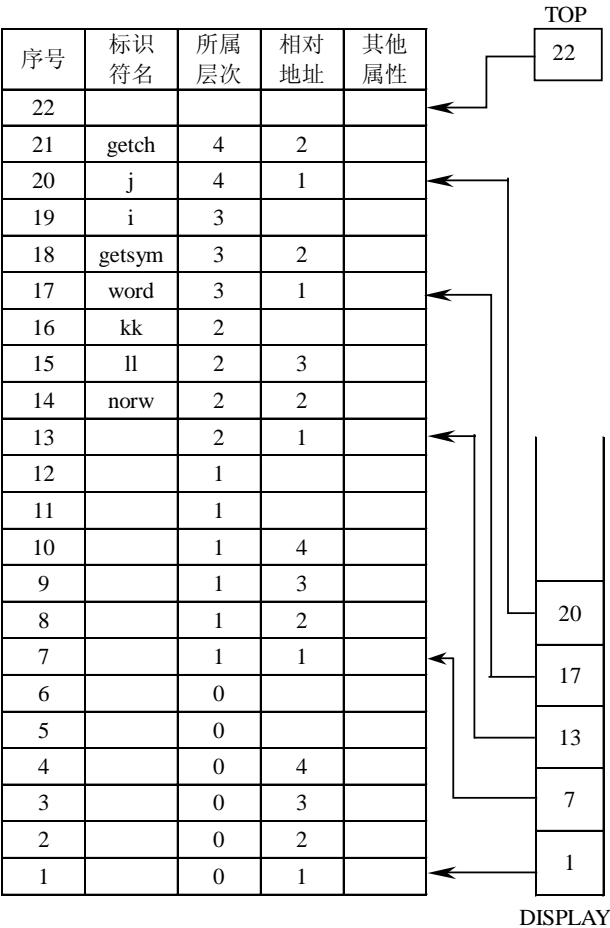 TOP
22
序号 标识符名 所属层次 相对地址 其他属性
22
21 getch 4 2
20 j 4 1
19 i 3
18 getsym 3 2
17 word 3 1
16 kk 2
15 ll 2 3
14 norw 2 2
13 2 1
12 1
11 1
10 1 4
9 1 3
8 1 2
7 1 1
6 0
5 0
4 0 4
3 0 3
2 0 2
1 0 1
20
17
13
7
1
DISPLAY